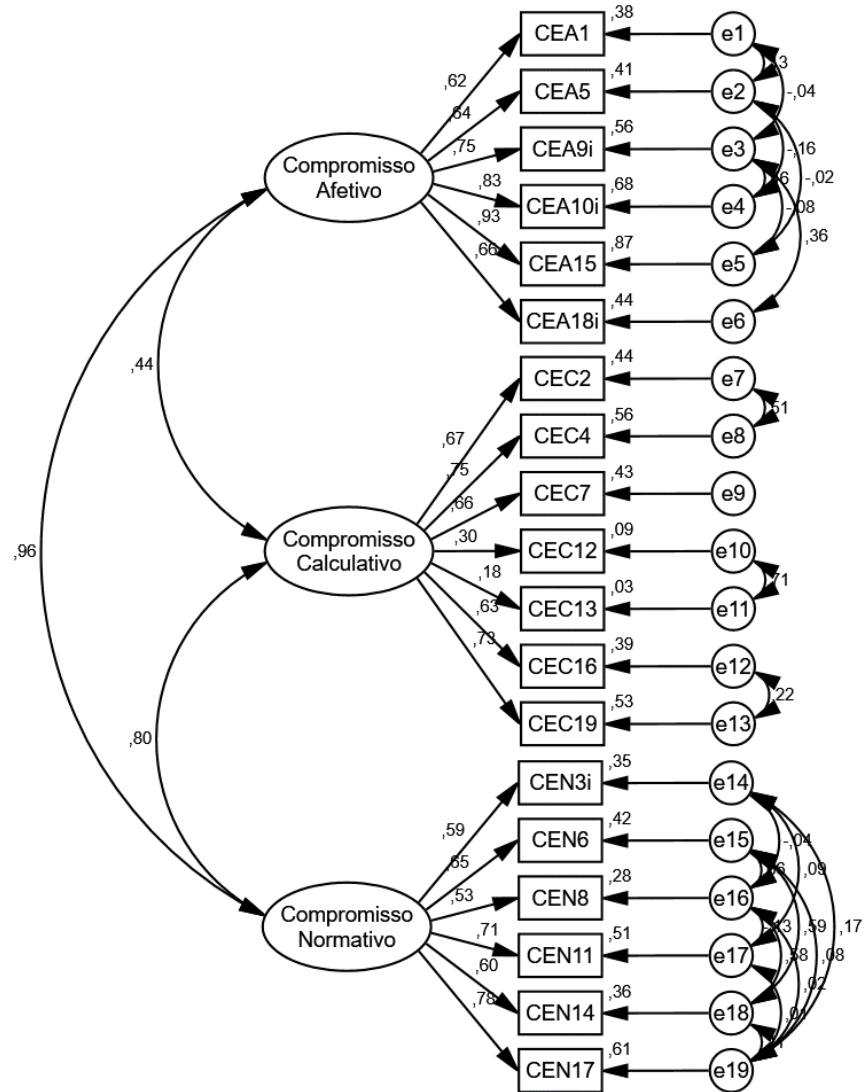 ,38
CEA1
e1
,62
-,04
,41
CEA5
e2
,64
,56
CEA9i
e3
,75
-,16
-,02
Compromisso
Afetivo
,83
,68
CEA10i
e4
-,08
,93
,87
CEA15
e5
,36
,66
,44
CEA18i
e6
,44
,44
CEC2
e7
,67
,51
,56
CEC4
e8
,75
,43
CEC7
e9
,66
Compromisso
Calculativo
,30
,09
CEC12
e10
,71
,18
,03
CEC13
e11
,63
,39
CEC16
e12
,73
,22
,53
CEC19
e13
,96
,80
,35
CEN3i
e14
,59
-,04
,09
,42
CEN6
e15
,65
,28
CEN8
e16
,53
Compromisso
Normativo
,59
,17
,71
,51
CEN11
e17
,58
,08
,60
,02
,36
CEN14
e18
,01
,78
,61
CEN17
e19